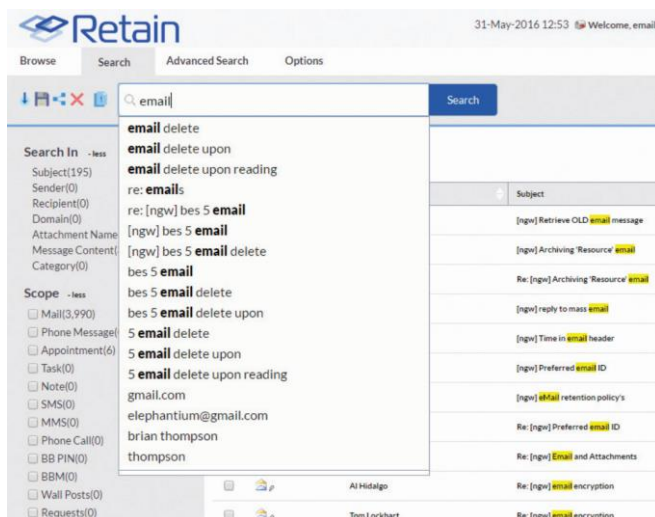 Retain
31-May-2016 12:53 Welcome, email
Browse Search Advanced Search Options
email Search
email delete
email delete upon
email delete upon reading
re: emails
re: [ngw] bes 5 email
[ngw] bes 5 email
[ngw] bes 5 email delete
bes 5 email
bes 5 email delete
bes 5 email delete upon
5 email delete
5 email delete upon
5 email delete upon reading
gmail.com
elephantium@gmail.com
brian thompson
thompson
Search In - less
Subject(195)
Sender(0)
Recipient(0)
Domain(0)
Attachment Name
Message Content(
Category(0)
Scope - less
Mail(3,990)
Phone Message(
Appointment(6)
Task(0)
Note(0)
SMS(0)
MMS(0)
Phone Call(0)
BB PIN(0)
BBM(0)
Wall Posts(0)
Requests(0)
Subject
[ngw] Retrieve OLD email message
[ngw] Archiving 'Resource' email
Re: [ngw] Archiving 'Resource' email
[ngw] reply to mass email
[ngw] Time in email header
[ngw] Preferred email ID
[ngw] eMail retention policy's
Re: [ngw] Preferred email ID
Re: [ngw] Email and Attachments
Al Hidalgo Re: [ngw] email encryption
Tom Lockhart Re: [ngw] email encryption